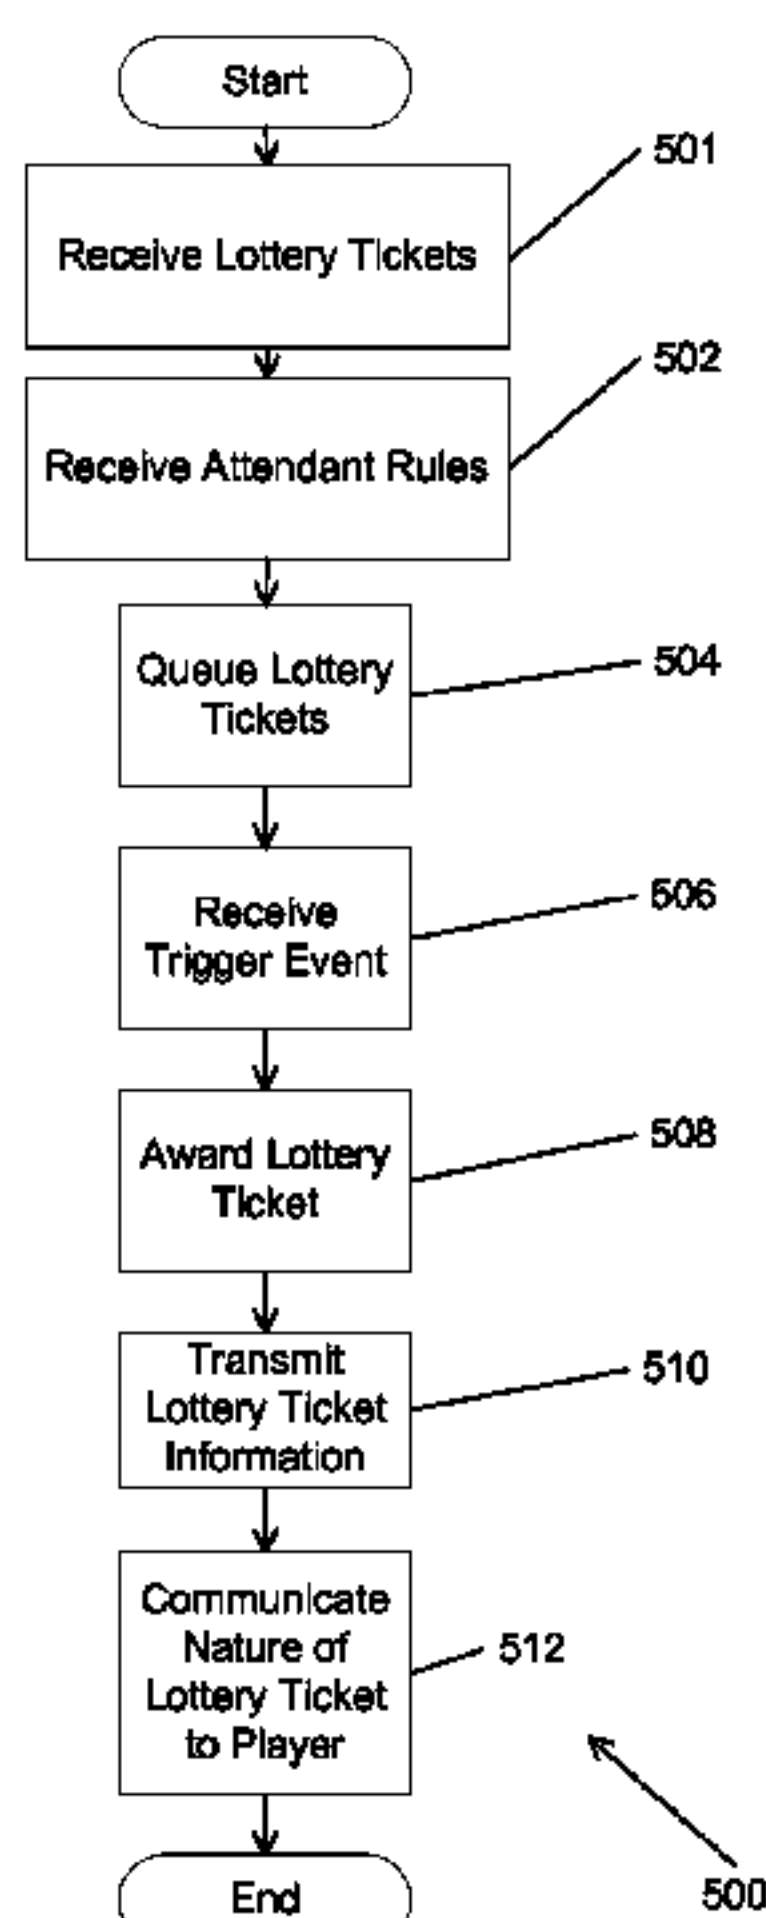 Start
501
Receive Lottery Tickets
502
Receive Attendant Rules
504
Queue Lottery
Tickets
506
Receive
Trigger Event
508
Award Lottery
Ticket
510
Transmit
Lottery Ticket
Information
512
Communicate
Nature of
Lottery Ticket
to Player
End
500